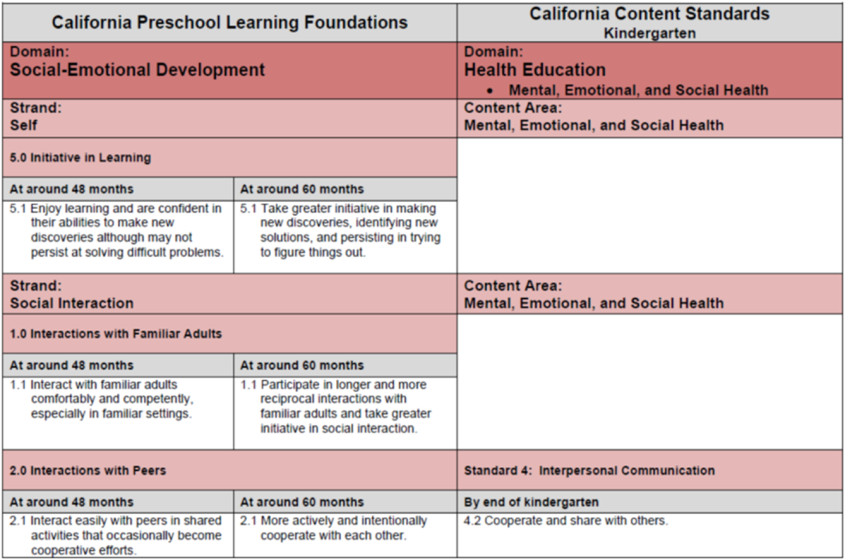 California Preschool Learning Foundations
California Content Standards
Kindergarten
Domain:
Social-Emotional Development
Domain:
Health Education
• Mental, Emotional, and Social Health
Strand:
Self
Content Area:
Mental, Emotional, and Social Health
5.0 Initiative in Learning
At around 48 months
At around 60 months
5.1 Enjoy learning and are confident in
their abilities to make new
discoveries although may not
persist at solving difficult problems.
5.1 Take greater initiative in making
new discoveries, identifying new
solutions, and persisting in trying
to figure things out.
Strand:
Social Interaction
Content Area:
Mental, Emotional, and Social Health
1.0 Interactions with Familiar Adults
At around 48 months
At around 60 months
1.1 Interact with familiar adults
comfortably and competently,
especially in familiar settings.
1.1 Participate in longer and more
reciprocal interactions with
familiar adults and take greater
initiative in social interaction.
2.0 Interactions with Peers
Standard 4: Interpersonal Communication
At around 48 months
At around 60 months
By end of kindergarten
2.1 Interact easily with peers in shared
activities that occasionally become
cooperative efforts.
2.1 More actively and intentionally
cooperate with each other.
4.2 Cooperate and share with others.